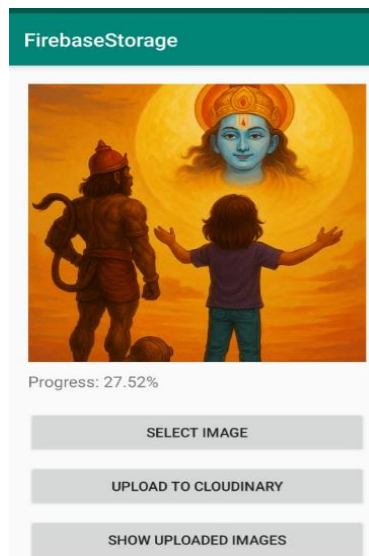 FirebaseStorage
Progress: 27.52%
SELECT IMAGE
UPLOAD TO CLOUDINARY
SHOW UPLOADED IMAGES